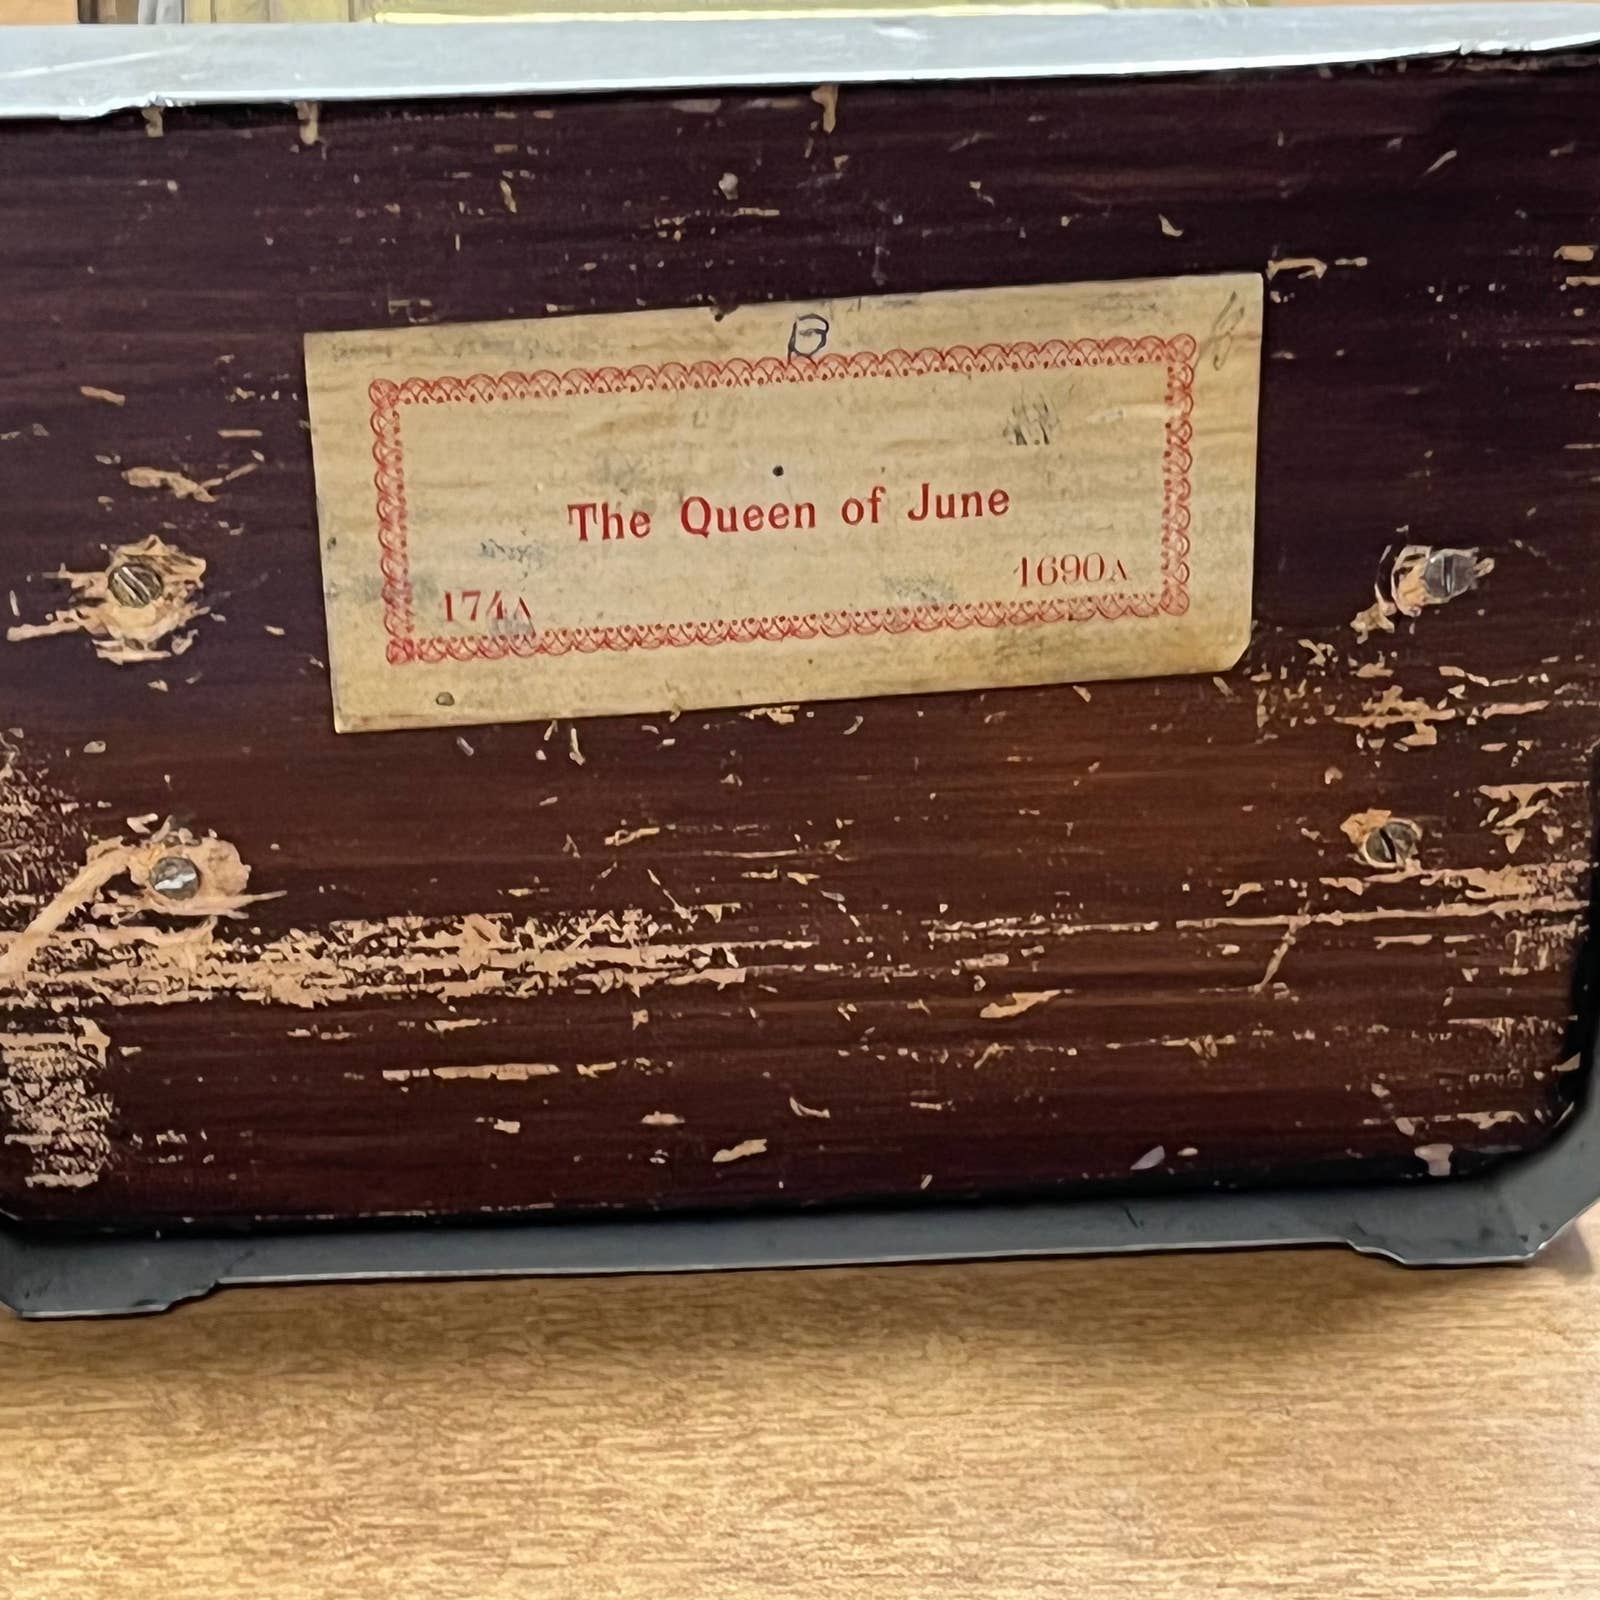 B
The Queen of June
174A 1690A